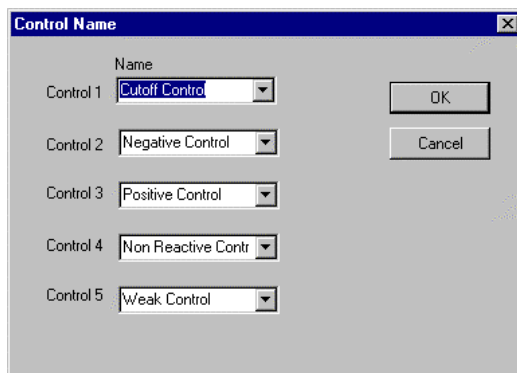 Control Name
Name
Control 1 Cutoff Control
OK
Control 2 Negative Control
Cancel
Control 3 Positive Control
Control 4 Non Reactive Contr
Control 5 Weak Control